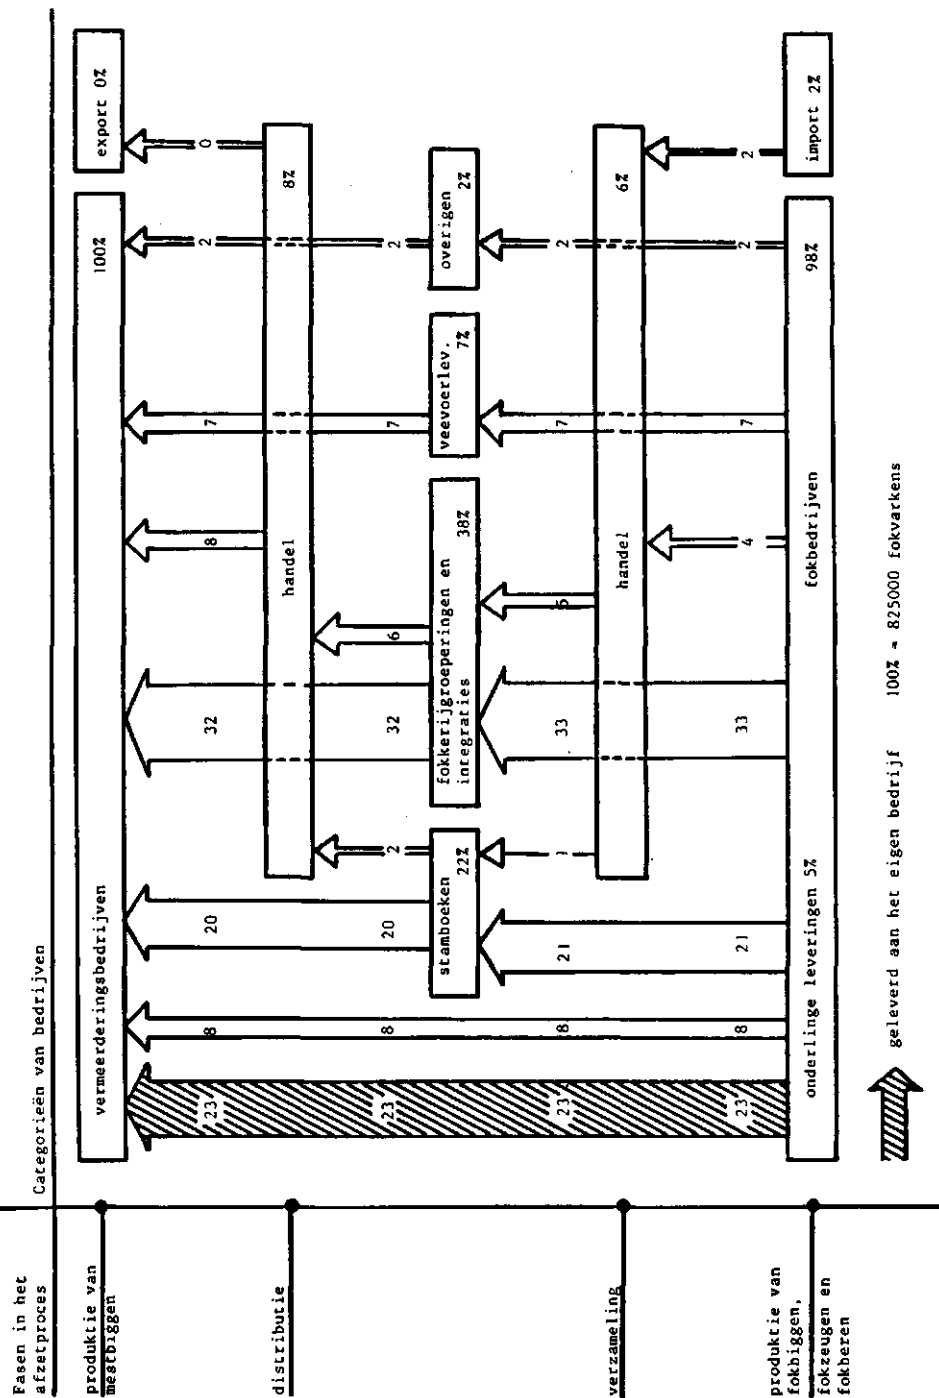 Fasen in het
afzetproces
Categorieën van bedrijven
produktie van
mestbiggen
vermeerderingsbedrijven
100%
export 0%
23
8
20
32
8
7
2
0
distributie
handel
8%
23
8
20
2
32
6
7
2
stamboeken
22%
fokkerijgroeperingen en
integraties
38%
veevoerlev.
7%
overigen
2%
23
8
21
1
33
5
7
2
verzameling
handel
6%
23
8
21
33
4
7
2
2
produktie van
fokbiggen,
fokzeugen en
fokberen
onderlinge leveringen 5%
fokbedrijven
98%
import 2%
geleverd aan het eigen bedrijf
100% = 825000 fokvarkens